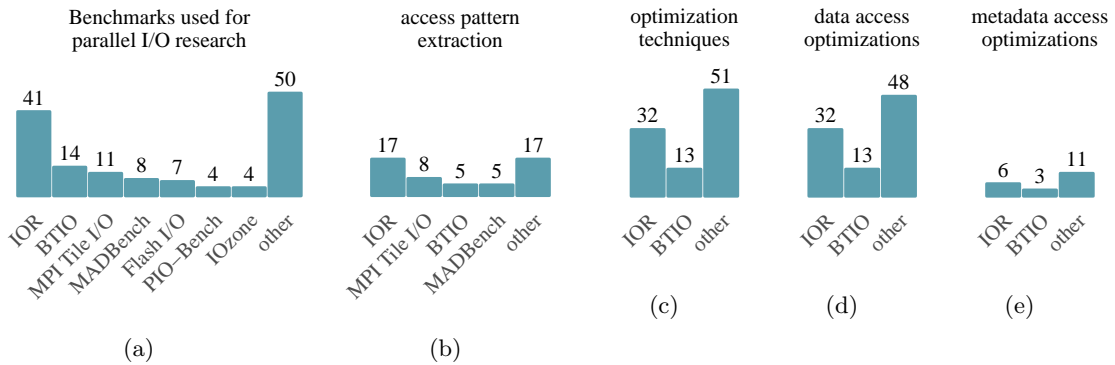 Benchmarks used for
parallel I/O research
41
14
11
8
7
4
4
50
IOR
BTIO
MPI Tile I/O
MADBench
Flash I/O
PIO−Bench
IOzone
other
(a)
access pattern
extraction
17
8
5
5
17
IOR
MPI Tile I/O
BTIO
MADBench
other
(b)
optimization
techniques
32
13
51
IOR
BTIO
other
(c)
data access
optimizations
32
13
48
IOR
BTIO
other
(d)
metadata access
optimizations
6
3
11
IOR
BTIO
other
(e)